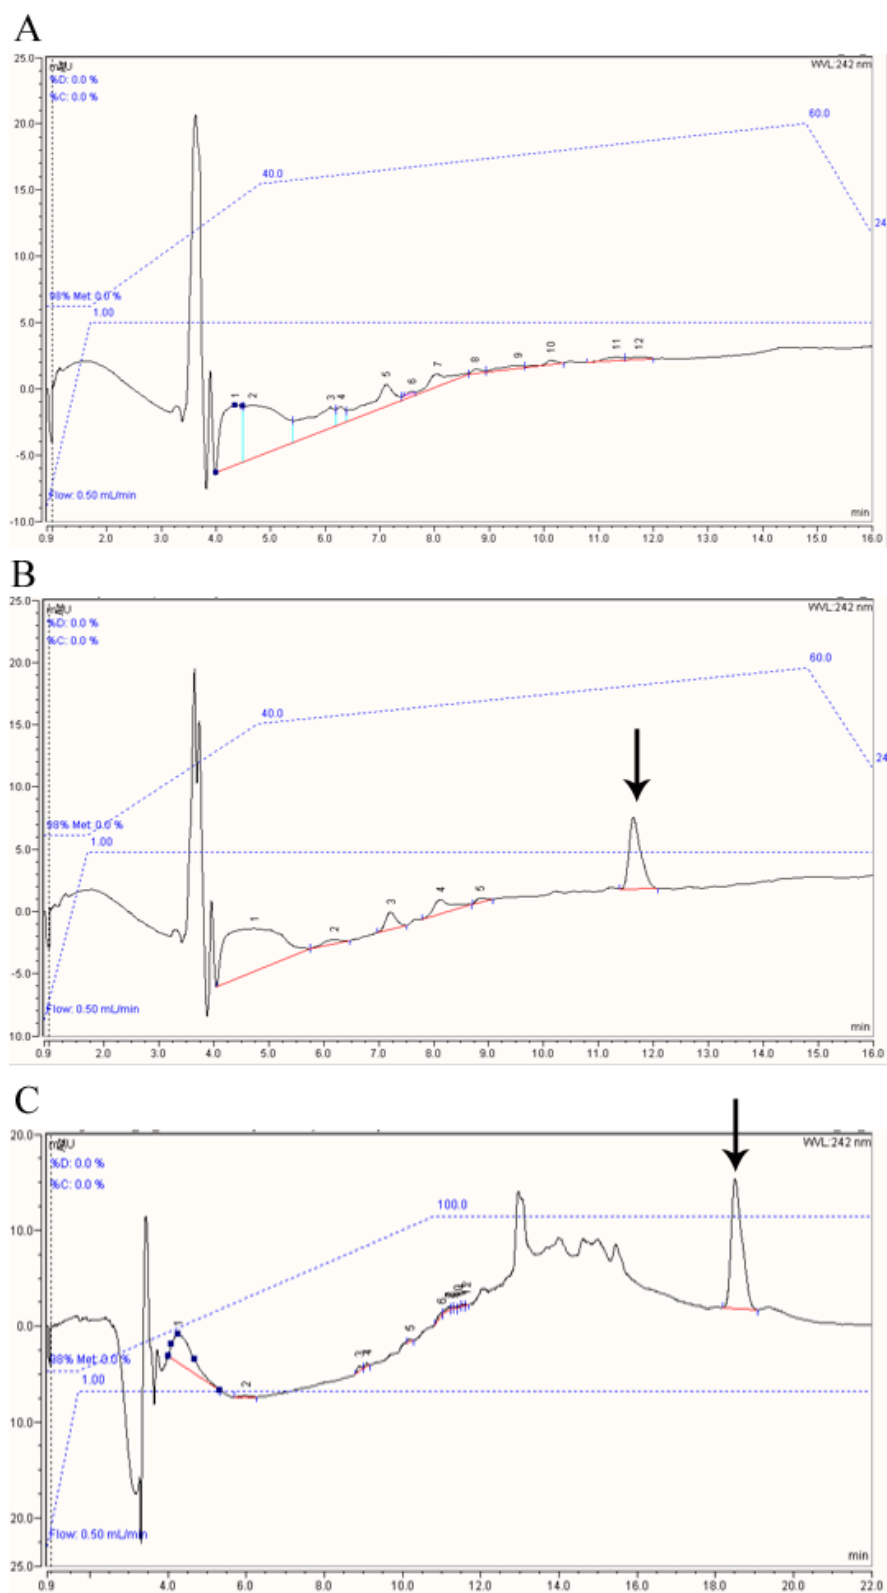 A
25.0
mAU
WVL:242 nm
%D: 0.0 %
%C: 0.0 %
20.0
60.0
15.0
40.0
10.0
24
98% Met: 0.0 %
1.00
5.0
0.0
1 2 3 4 5 6 7 8 9 10 11 12
-5.0
Flow: 0.50 mL/min
min
-10.0
0.9 2.0 3.0 4.0 5.0 6.0 7.0 8.0 9.0 10.0 11.0 12.0 13.0 14.0 16.0
B
25.0
mAU
WVL:242 nm
%D: 0.0 %
%C: 0.0 %
20.0
60.0
15.0
40.0
10.0
24
98% Met: 0.0 %
1.00
5.0
0.0
1 2 3 4 5
-5.0
Flow: 0.50 mL/min
min
10.0
0.9 2.0 3.0 4.0 5.0 6.0 7.0 8.0 9.0 10.0 11.0 12.0 13.0 14.0 16.0
C
20.0
mAU
WVL:242 nm
%D: 0.0 %
%C: 0.0 %
100.0
10.0
0.0
1 2 3 4 5 6
98% Met: 0.0 %
1.00
10.0
20.0
Flow: 0.50 mL/min
min
25.0
0.9 4.0 6.0 8.0 10.0 12.0 14.0 16.0 18.0 20.0 22.0